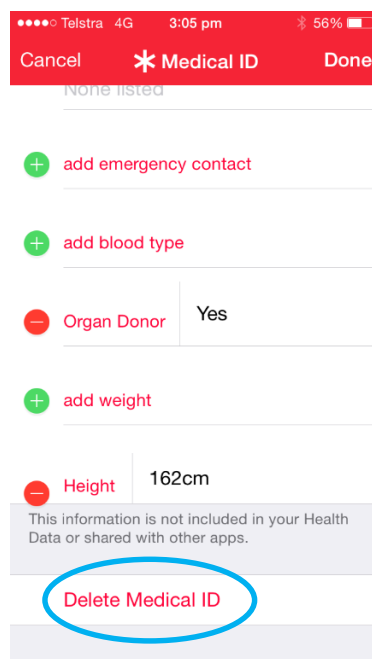 Telstra 4G 3:05 pm 56%
Cancel Medical ID Done
None listed
add emergency contact
add blood type
Organ Donor Yes
add weight
Height 162cm
This information is not included in your Health
Data or shared with other apps.
Delete Medical ID